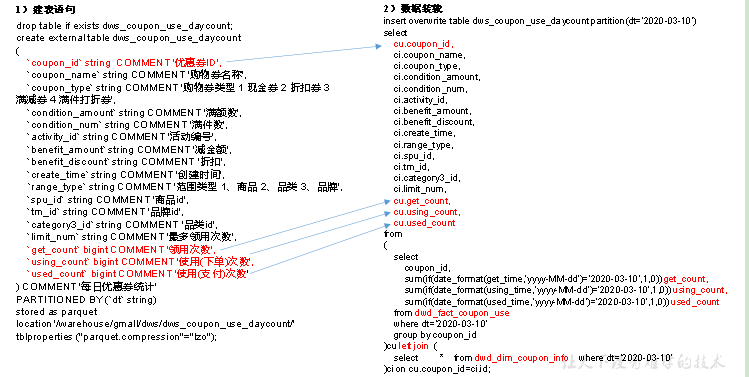 1）建表语句
drop table if exists dws_coupon_use_daycount;
create external table dws_coupon_use_daycount
(
`coupon_id` string COMMENT '优惠券ID',
`coupon_name` string COMMENT '购物券名称',
`coupon_type` string COMMENT '购物券类型 1 现金券 2 折扣券 3
满减券 4 满件打折券',
`condition_amount` string COMMENT '满额数',
`condition_num` string COMMENT '满件数',
`activity_id` string COMMENT '活动编号',
`benefit_amount` string COMMENT '减金额',
`benefit_discount` string COMMENT '折扣',
`create_time` string COMMENT '创建时间',
`range_type` string COMMENT '范围类型 1、商品 2、品类 3、品牌',
`spu_id` string COMMENT '商品id',
`tm_id` string COMMENT '品牌id',
`category3_id` string COMMENT '品类id',
`limit_num` string COMMENT '最多领用次数',
`get_count` bigint COMMENT '领用次数',
`using_count` bigint COMMENT '使用(下单)次数',
`used_count` bigint COMMENT '使用(支付)次数'
) COMMENT '每日优惠券统计'
PARTITIONED BY (`dt` string)
stored as parquet
location '/warehouse/gmall/dws/dws_coupon_use_daycount/'
tblproperties ("parquet.compression"="lzo");
2）数据装载
insert overwrite table dws_coupon_use_daycount partition(dt='2020-03-10')
select
cu.coupon_id,
ci.coupon_name,
ci.coupon_type,
ci.condition_amount,
ci.condition_num,
ci.activity_id,
ci.benefit_amount,
ci.benefit_discount,
ci.create_time,
ci.range_type,
ci.spu_id,
ci.tm_id,
ci.category3_id,
ci.limit_num,
cu.get_count,
cu.using_count,
cu.used_count
from
(
select
coupon_id,
sum(if(date_format(get_time,'yyyy-MM-dd')='2020-03-10',1,0)) get_count,
sum(if(date_format(using_time,'yyyy-MM-dd')='2020-03-10',1,0)) using_count,
sum(if(date_format(used_time,'yyyy-MM-dd')='2020-03-10',1,0)) used_count
from dwd_fact_coupon_use
where dt='2020-03-10'
group by coupon_id
)cu left join (
select * from dwd_dim_coupon_info where dt='2020-03-10'
)ci on cu.coupon_id=ci.id;
让天下没有难学的技术